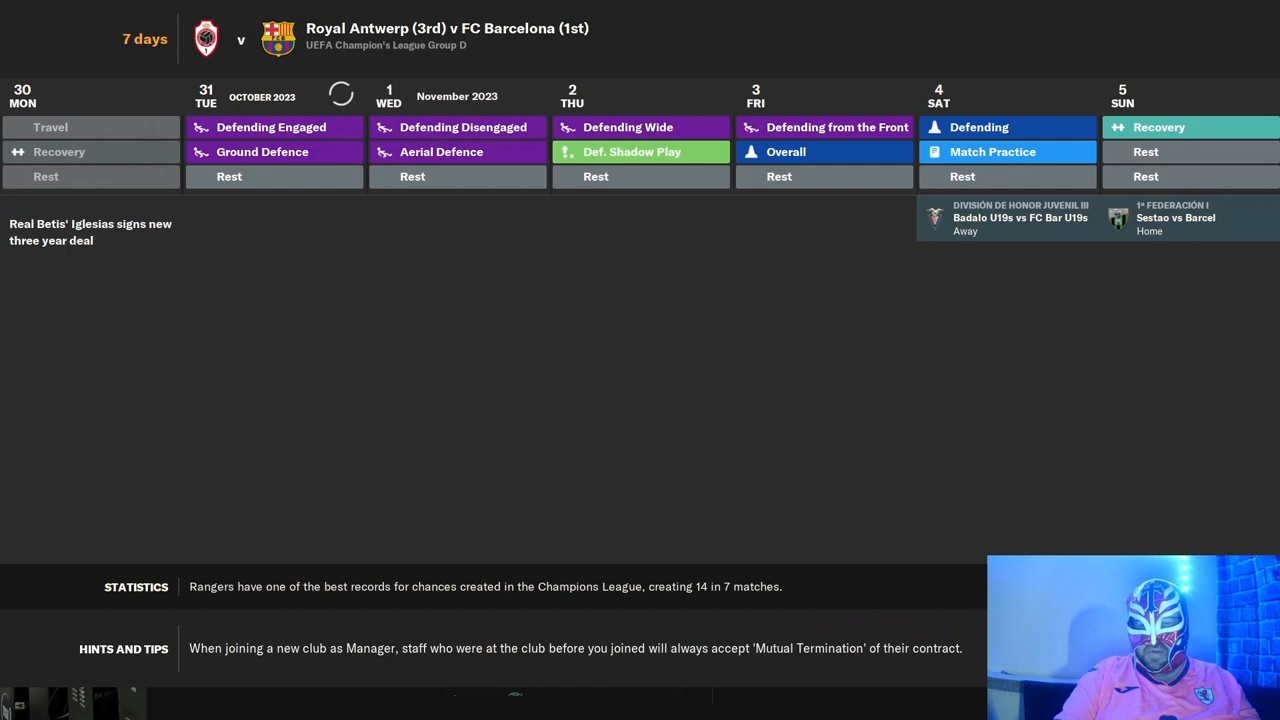 7 days
v
Royal Antwerp (3rd) v FC Barcelona (1st)
UEFA Champion's League Group D
30
MON
31
TUE
OCTOBER 2023
1
WED
November 2023
2
THU
3
FRI
4
SAT
5
SUN
Travel
Defending Engaged
Defending Disengaged
Defending Wide
Defending from the Front
Defending
Recovery
Recovery
Ground Defence
Aerial Defence
Def. Shadow Play
Overall
Match Practice
Rest
Rest
Rest
Rest
Rest
Rest
Rest
Rest
Real Betis' Iglesias signs new
three year deal
DIVISIÓN DE HONOR JUVENIL III
Badalo U19s vs FC Bar U19s
Away
1ª FEDERACIÓN I
Sestao vs Barcel
Home
STATISTICS
Rangers have one of the best records for chances created in the Champions League, creating 14 in 7 matches.
HINTS AND TIPS
When joining a new club as Manager, staff who were at the club before you joined will always accept 'Mutual Termination' of their contract.